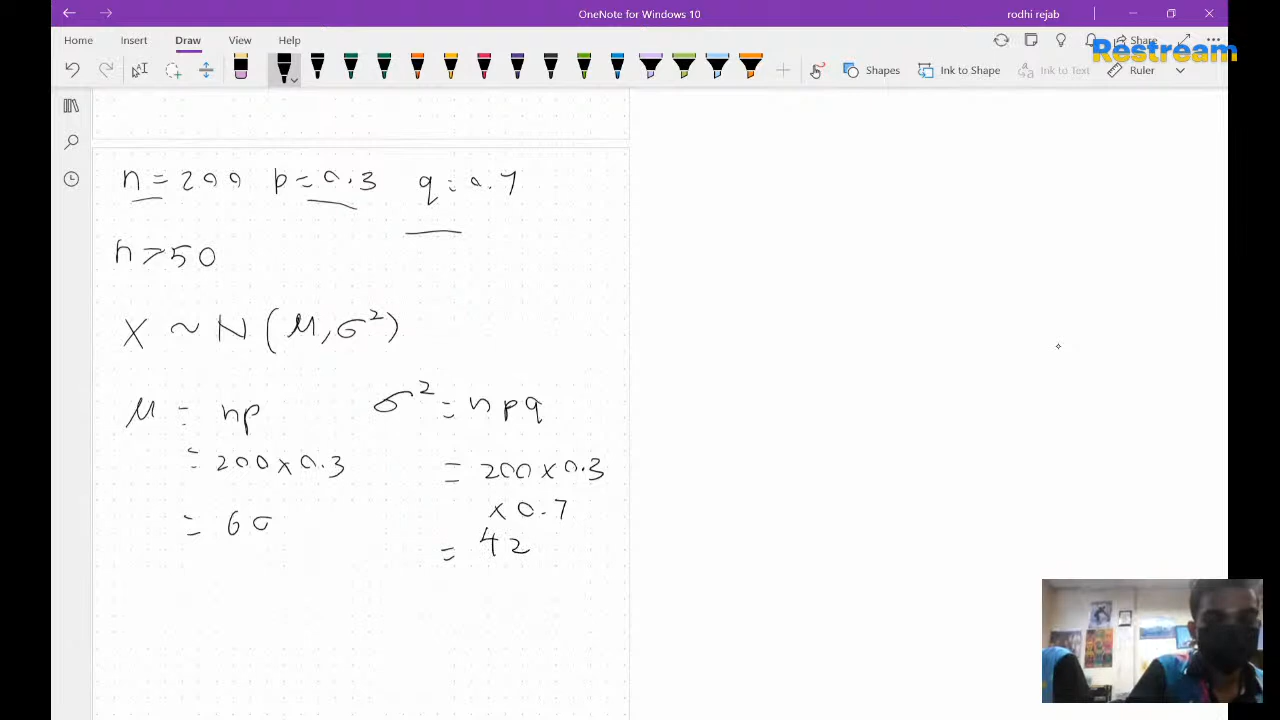 OneNote for Windows 10
rodhi rejab
Home Insert Draw View Help
Share
Restream
Shapes Ink to Shape Ink to Text Ruler
n = 200 p = 0.3 q = 0.7
n > 50
X ~ N (μ, σ²)
μ = np σ² = npq
= 200 x 0.3 = 200 x 0.3
x 0.7
= 60
= 42